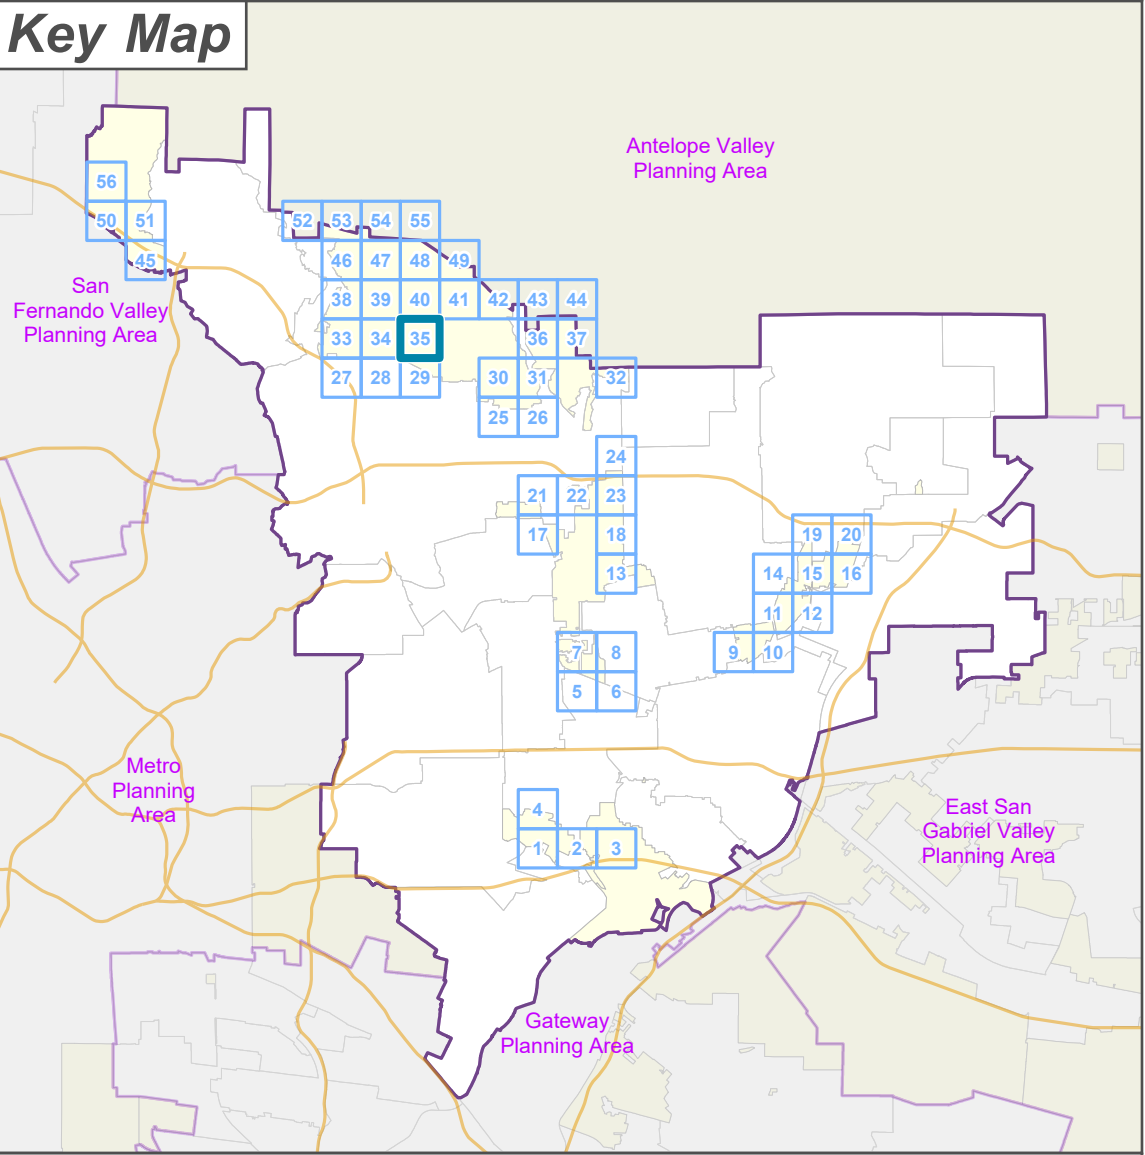 Key Map
Antelope Valley
Planning Area
56
50 51
52 53 54 55
45
46 47 48 49
San
Fernando Valley
Planning Area
38 39 40 41 42 43 44
33 34 35 36 37
27 28 29 30 31 32
25 26
24
21 22 23
17 18 19 20
13 14 15 16
11 12
7 8 9 10
5 6
Metro
Planning
Area
4
East San
Gabriel Valley
Planning Area
1 2 3
Gateway
Planning Area